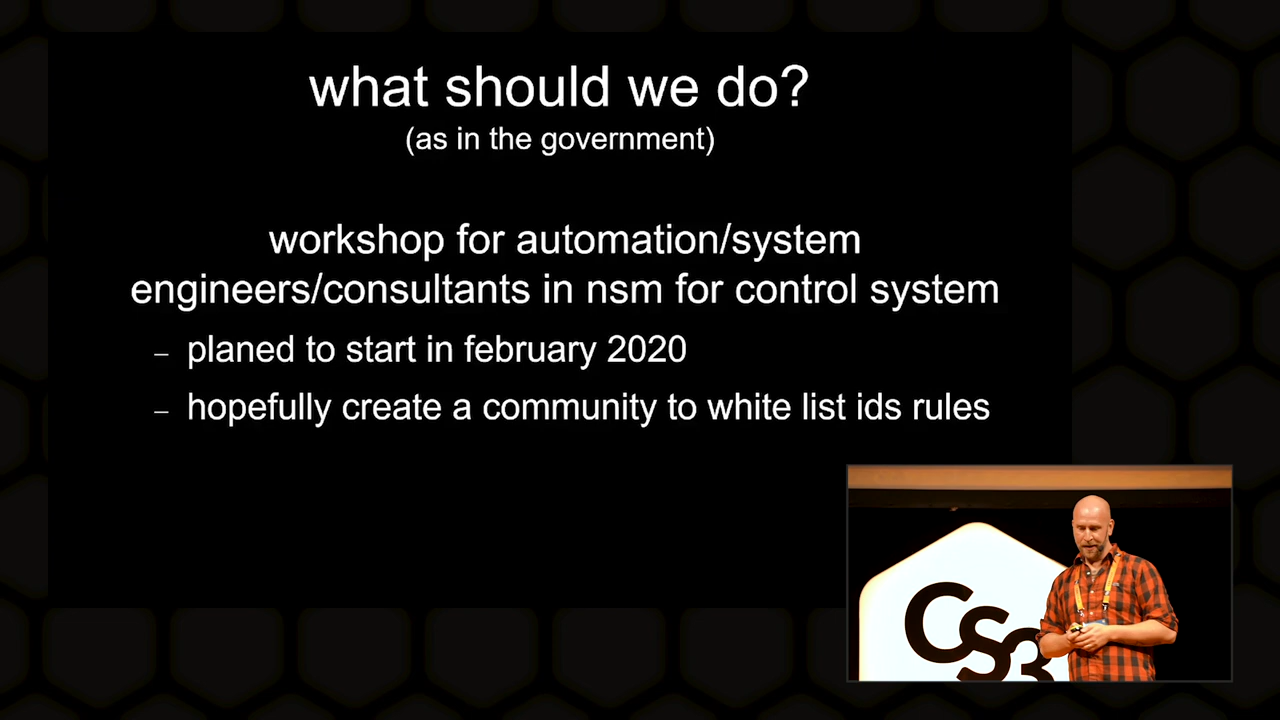 what should we do?
(as in the government)
workshop for automation/system
engineers/consultants in nsm for control system
– planed to start in february 2020
– hopefully create a community to white list ids rules
CS3